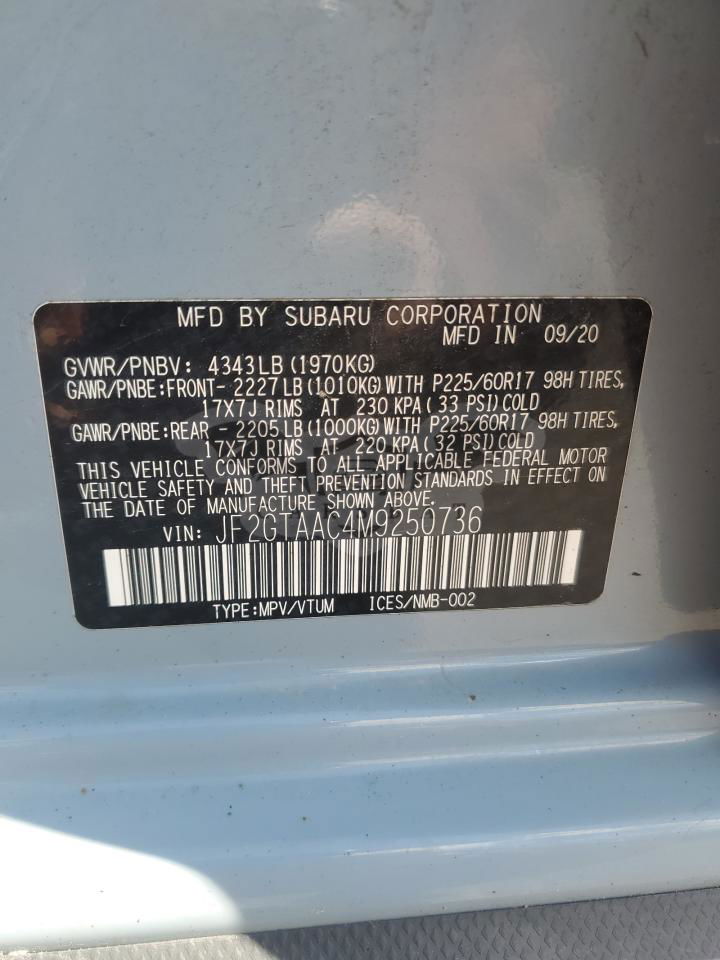 MFD BY SUBARU CORPORATION
MFD IN 09/20
GVWR/PNBV: 4343LB (1970KG)
GAWR/PNBE:FRONT- 2227LB (1010KG) WITH P225/60R17 98H TIRES,
17X7J RIMS AT 230 KPA( 33 PSI) COLD
GAWR/PNBE:REAR - 2205LB (1000KG) WITH P225/60R17 98H TIRES,
17X7J RIMS AT 220 KPA( 32 PSI) COLD
THIS VEHICLE CONFORMS TO ALL APPLICABLE FEDERAL MOTOR
VEHICLE SAFETY AND THEFT PREVENTION STANDARDS IN EFFECT ON
THE DATE OF MANUFACTURE SHOWN ABOVE.
VIN: JF2GTAAC4M9250736
TYPE:MPV/VTUM ICES/NMB-002